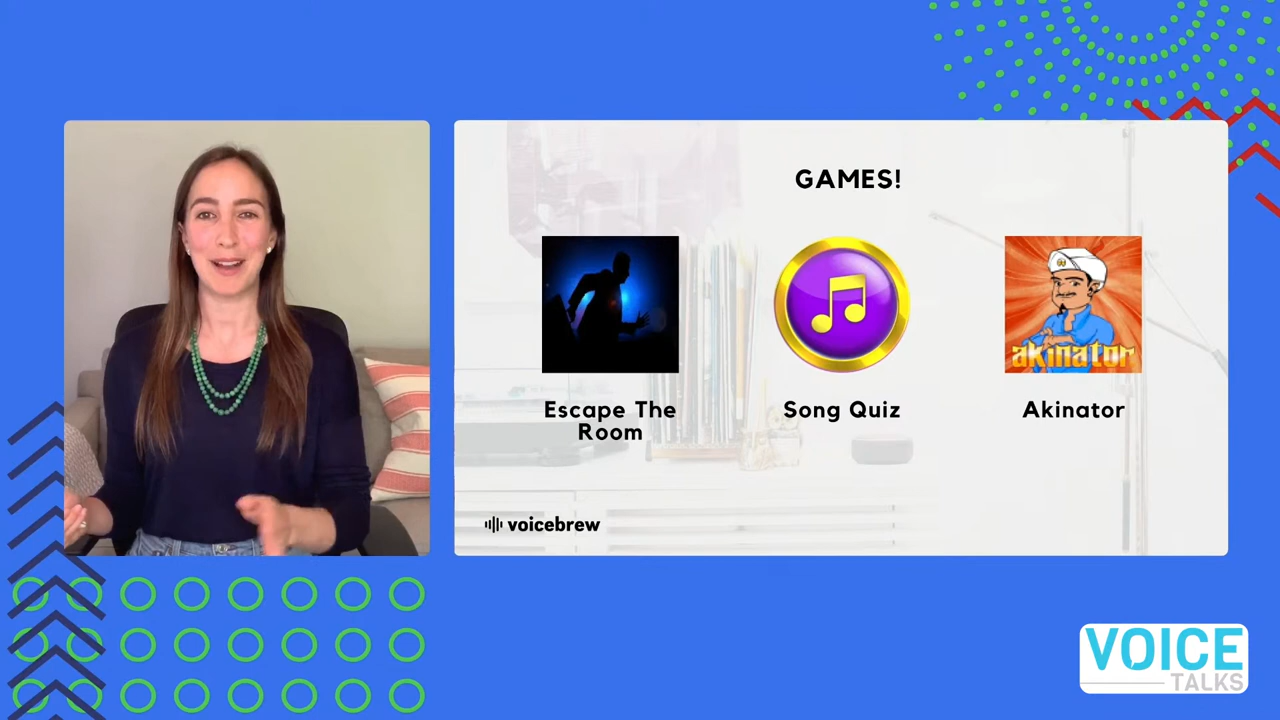 GAMES!
akinator
Escape The
Room
Song Quiz
Akinator
voicebrew
VOICE
TALKS